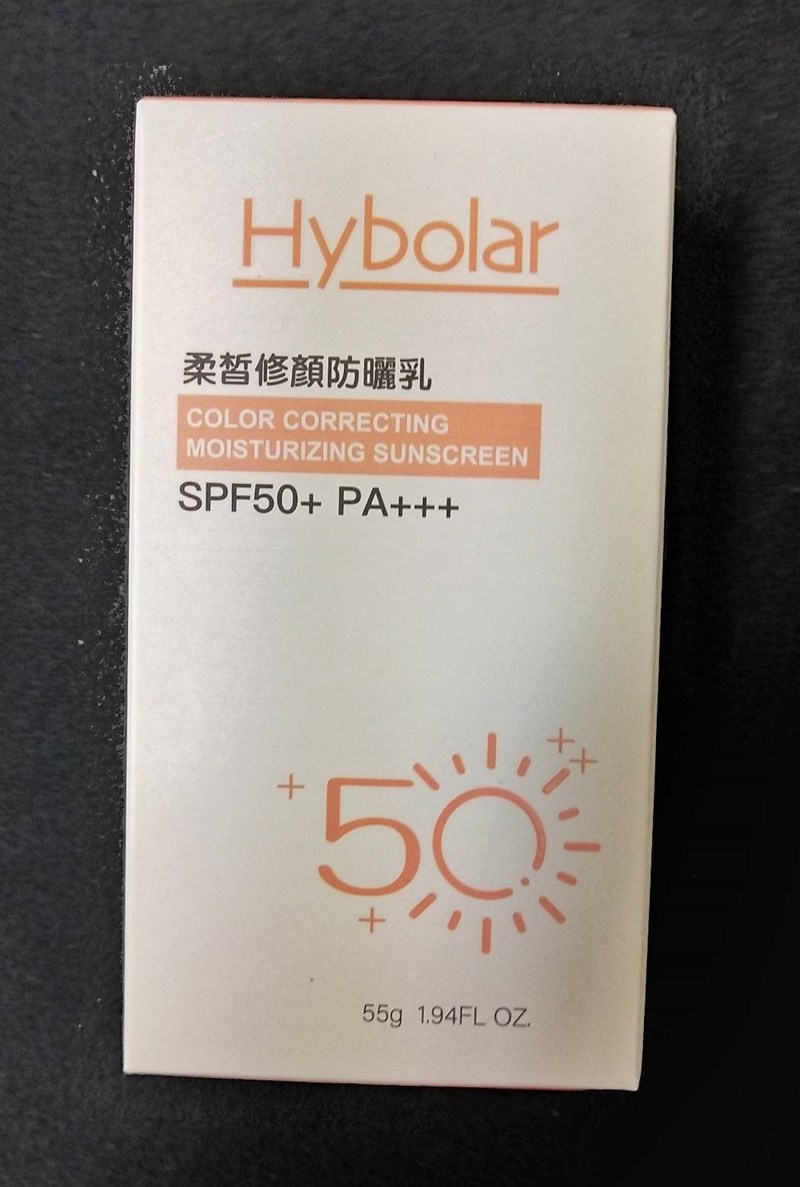 Hybolar
柔皙修顏防曬乳
COLOR CORRECTING
MOISTURIZING SUNSCREEN
SPF50+ PA+++
50
55g 1.94FL OZ.